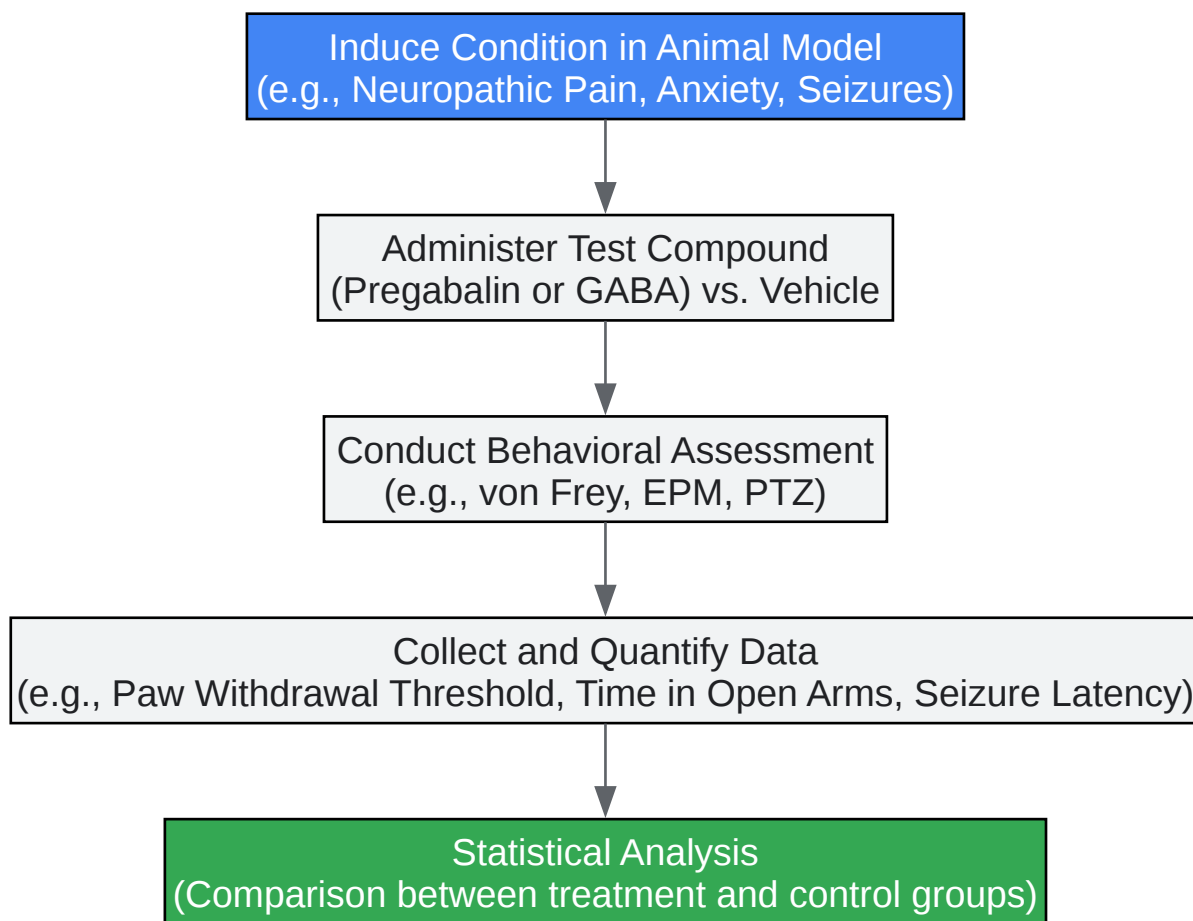 Induce Condition in Animal Model
(e.g., Neuropathic Pain, Anxiety, Seizures)
Administer Test Compound
(Pregabalin or GABA) vs. Vehicle
Conduct Behavioral Assessment
(e.g., von Frey, EPM, PTZ)
Collect and Quantify Data
(e.g., Paw Withdrawal Threshold, Time in Open Arms, Seizure Latency)
Statistical Analysis
(Comparison between treatment and control groups)